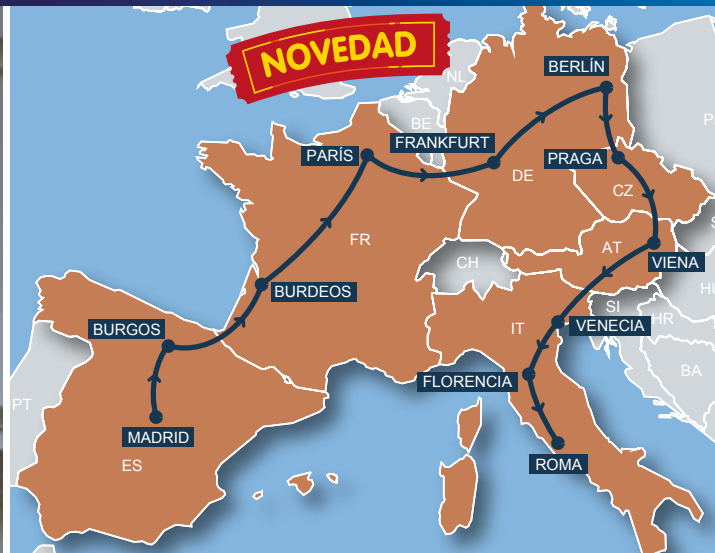 NOVEDAD
BERLÍN
NL
BE
FRANKFURT
PARÍS
PRAGA
DE
CZ
FR
AT
VIENA
CH
BURDEOS
SI
HU
HR
VENECIA
BURGOS
IT
BA
FLORENCIA
PT
MADRID
ES
ROMA